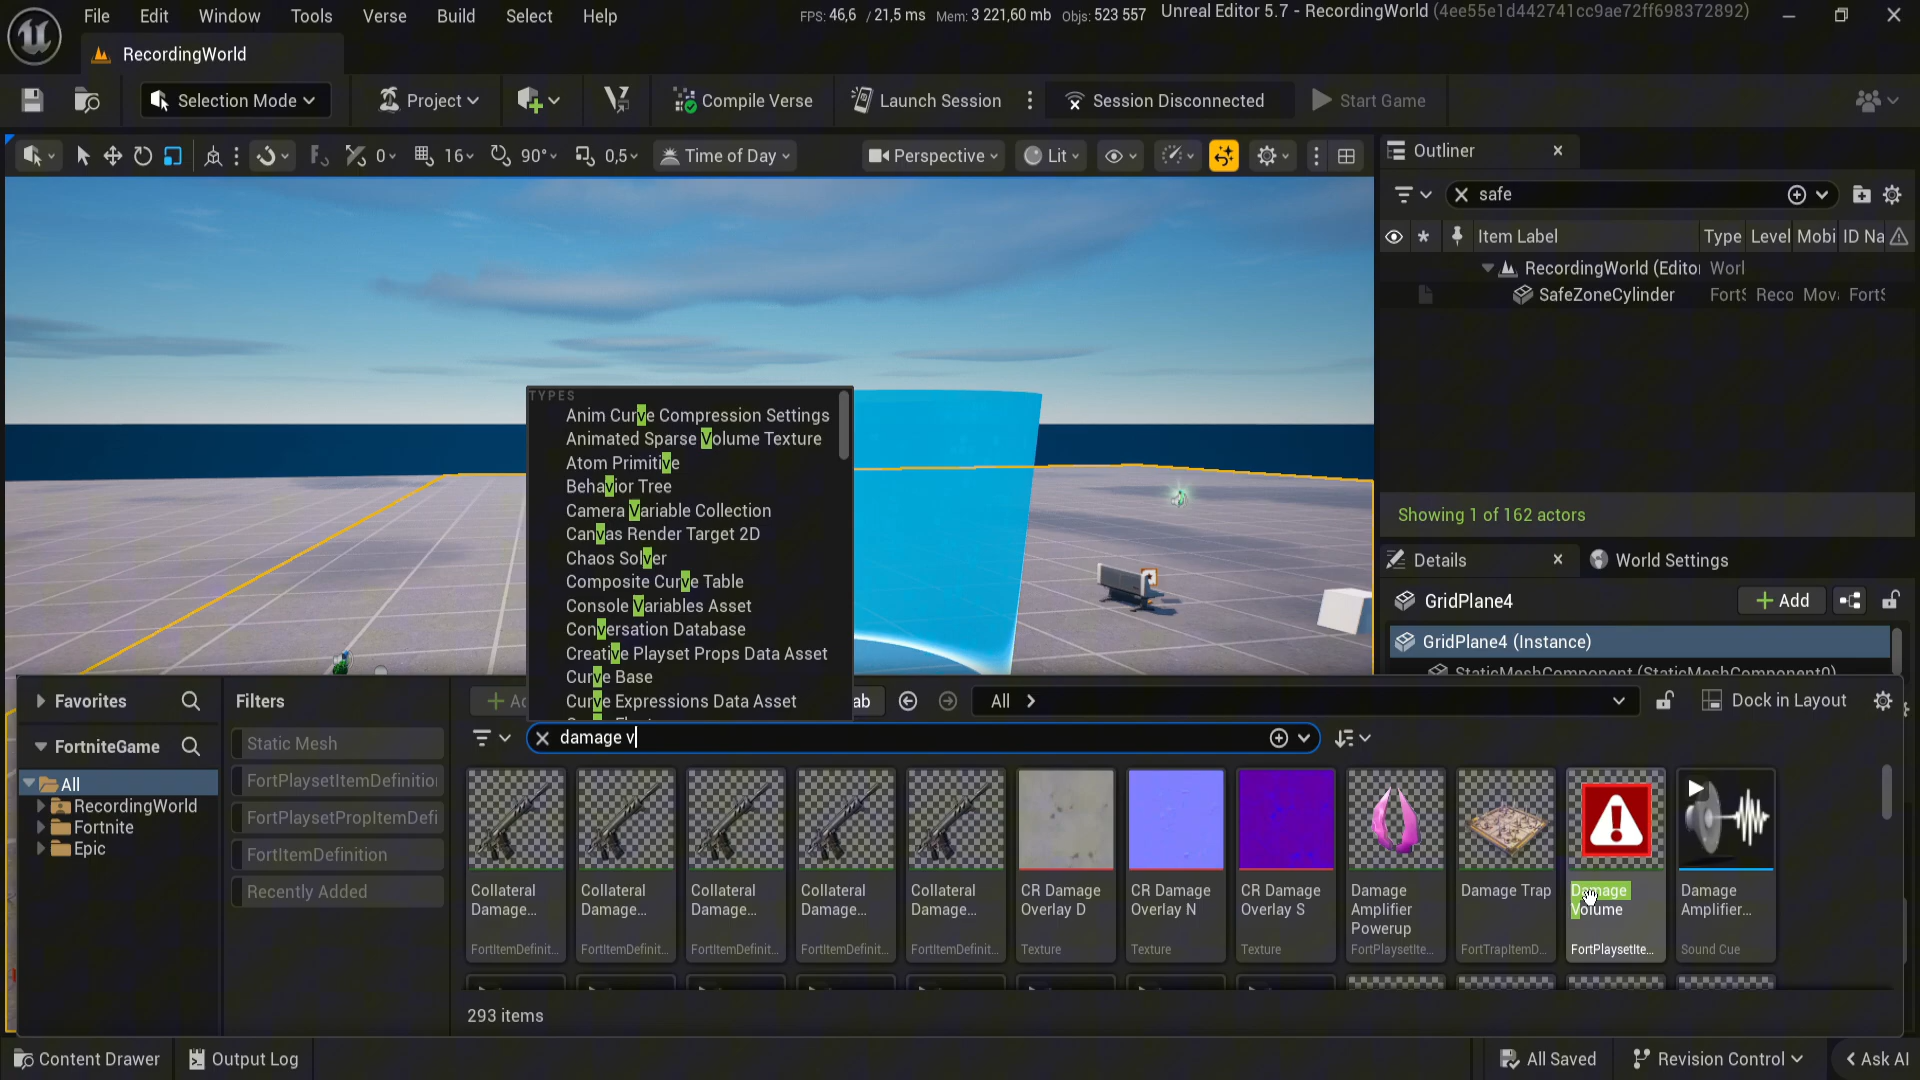 File Edit Window Tools Verse Build Select Help
FPS: 46,6 / 21,5 ms Mem: 3 221,60 mb Objs: 523 557
Unreal Editor 5.7 - RecordingWorld (4ee55e1d442741cc9ae72ff698372892)
RecordingWorld
Selection Mode
Project
Compile Verse
Launch Session
Session Disconnected
Start Game
0
16
90°
0,5
Time of Day
Perspective
Lit
Outliner
safe
Item Label Type Level Mobi ID Na
RecordingWorld (Editor Worl
SafeZoneCylinder FortS Reco Mov FortS
Showing 1 of 162 actors
Details
World Settings
GridPlane4
Add
GridPlane4 (Instance)
StaticMeshComponent (StaticMeshComponent0)
TYPES
Anim Curve Compression Settings
Animated Sparse Volume Texture
Atom Primitive
Behavior Tree
Camera Variable Collection
Canvas Render Target 2D
Chaos Solver
Composite Curve Table
Console Variables Asset
Conversation Database
Creative Playset Props Data Asset
Curve Base
Curve Expressions Data Asset
Favorites
Filters
All
Dock in Layout
FortniteGame
All
RecordingWorld
Fortnite
Epic
Static Mesh
FortPlaysetItemDefinitio
FortPlaysetPropItemDefi
FortItemDefinition
Recently Added
damage v
Collateral Damage...
FortItemDefinit...
Collateral Damage...
FortItemDefinit...
Collateral Damage...
FortItemDefinit...
Collateral Damage...
FortItemDefinit...
Collateral Damage...
FortItemDefinit...
CR Damage Overlay D
Texture
CR Damage Overlay N
Texture
CR Damage Overlay S
Texture
Damage Amplifier Powerup
FortPlaysetIte...
Damage Trap
FortTrapItemD...
Damage Volume
FortPlaysetIte...
Damage Amplifier...
Sound Cue
293 items
Content Drawer
Output Log
All Saved
Revision Control
Ask AI